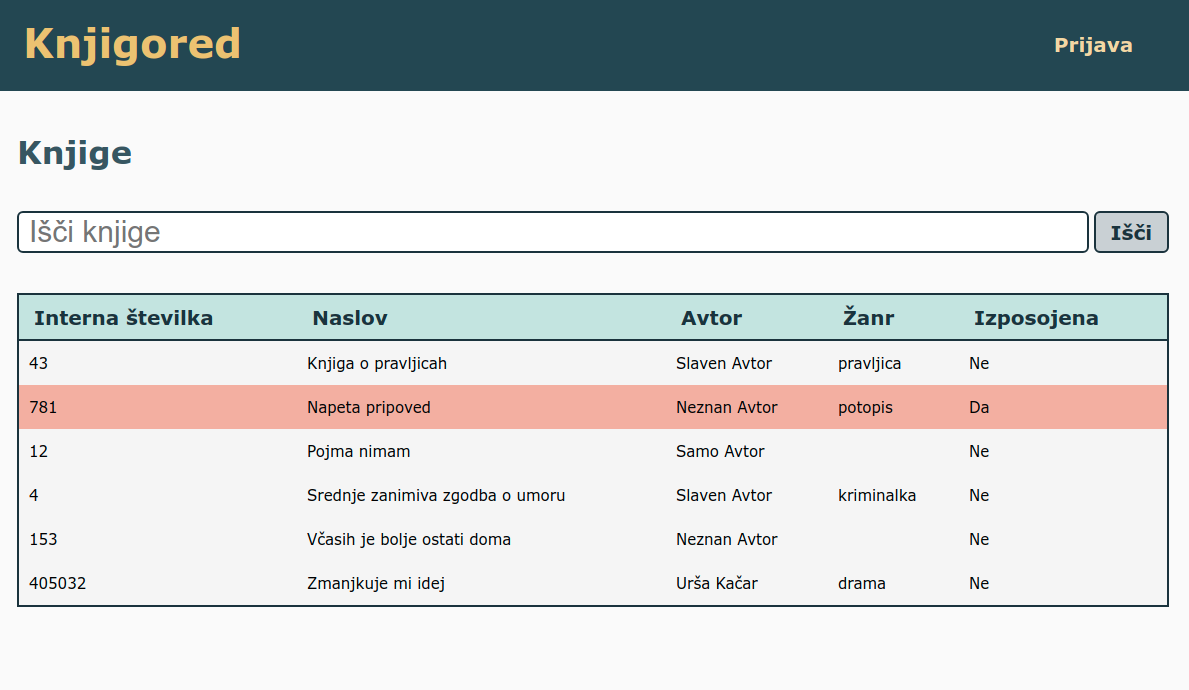 Knjigored Prijava
Knjige
Išči knjige Išči
Interna številka Naslov Avtor Žanr Izposojena
43 Knjiga o pravljicah Slaven Avtor pravljica Ne
781 Napeta pripoved Neznan Avtor potopis Da
12 Pojma nimam Samo Avtor Ne
4 Srednje zanimiva zgodba o umoru Slaven Avtor kriminalka Ne
153 Včasih je bolje ostati doma Neznan Avtor Ne
405032 Zmanjkuje mi idej Urša Kačar drama Ne